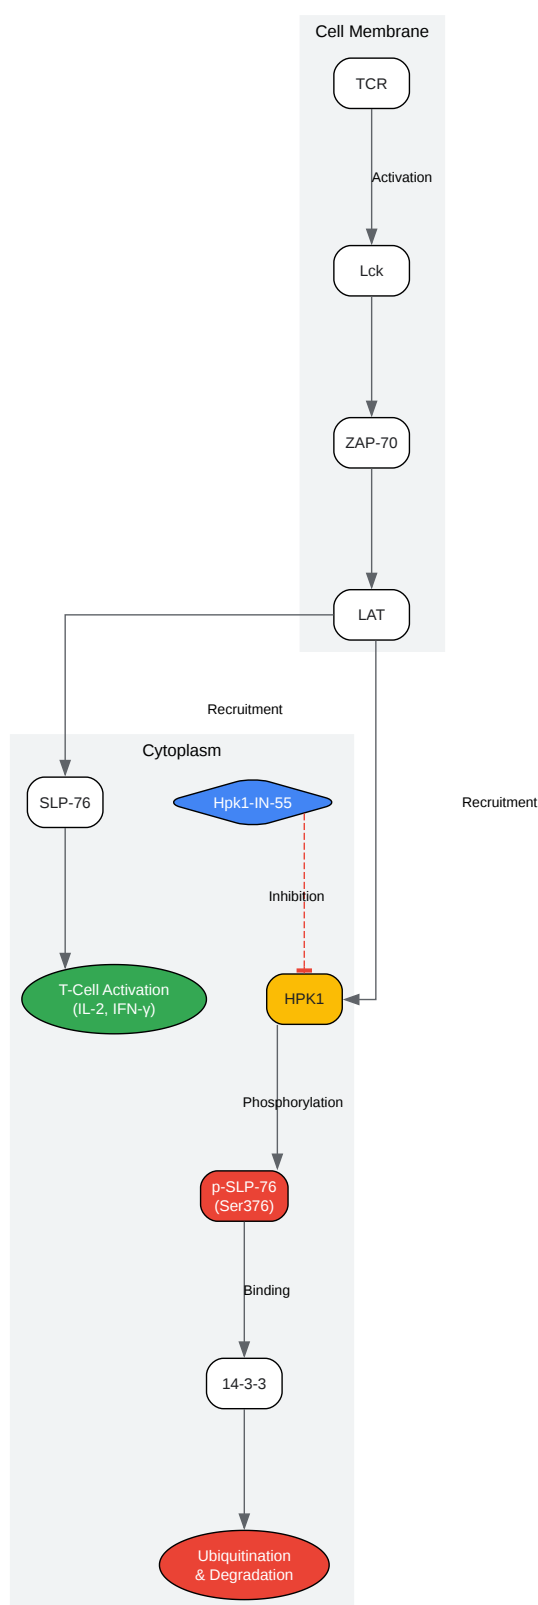 Cell Membrane
TCR
Activation
Lck
ZAP-70
LAT
Recruitment
Cytoplasm
SLP-76
Hpk1-IN-55
Recruitment
Inhibition
T-Cell Activation
(IL-2, IFN-γ)
HPK1
Phosphorylation
p-SLP-76
(Ser376)
Binding
14-3-3
Ubiquitination
& Degradation